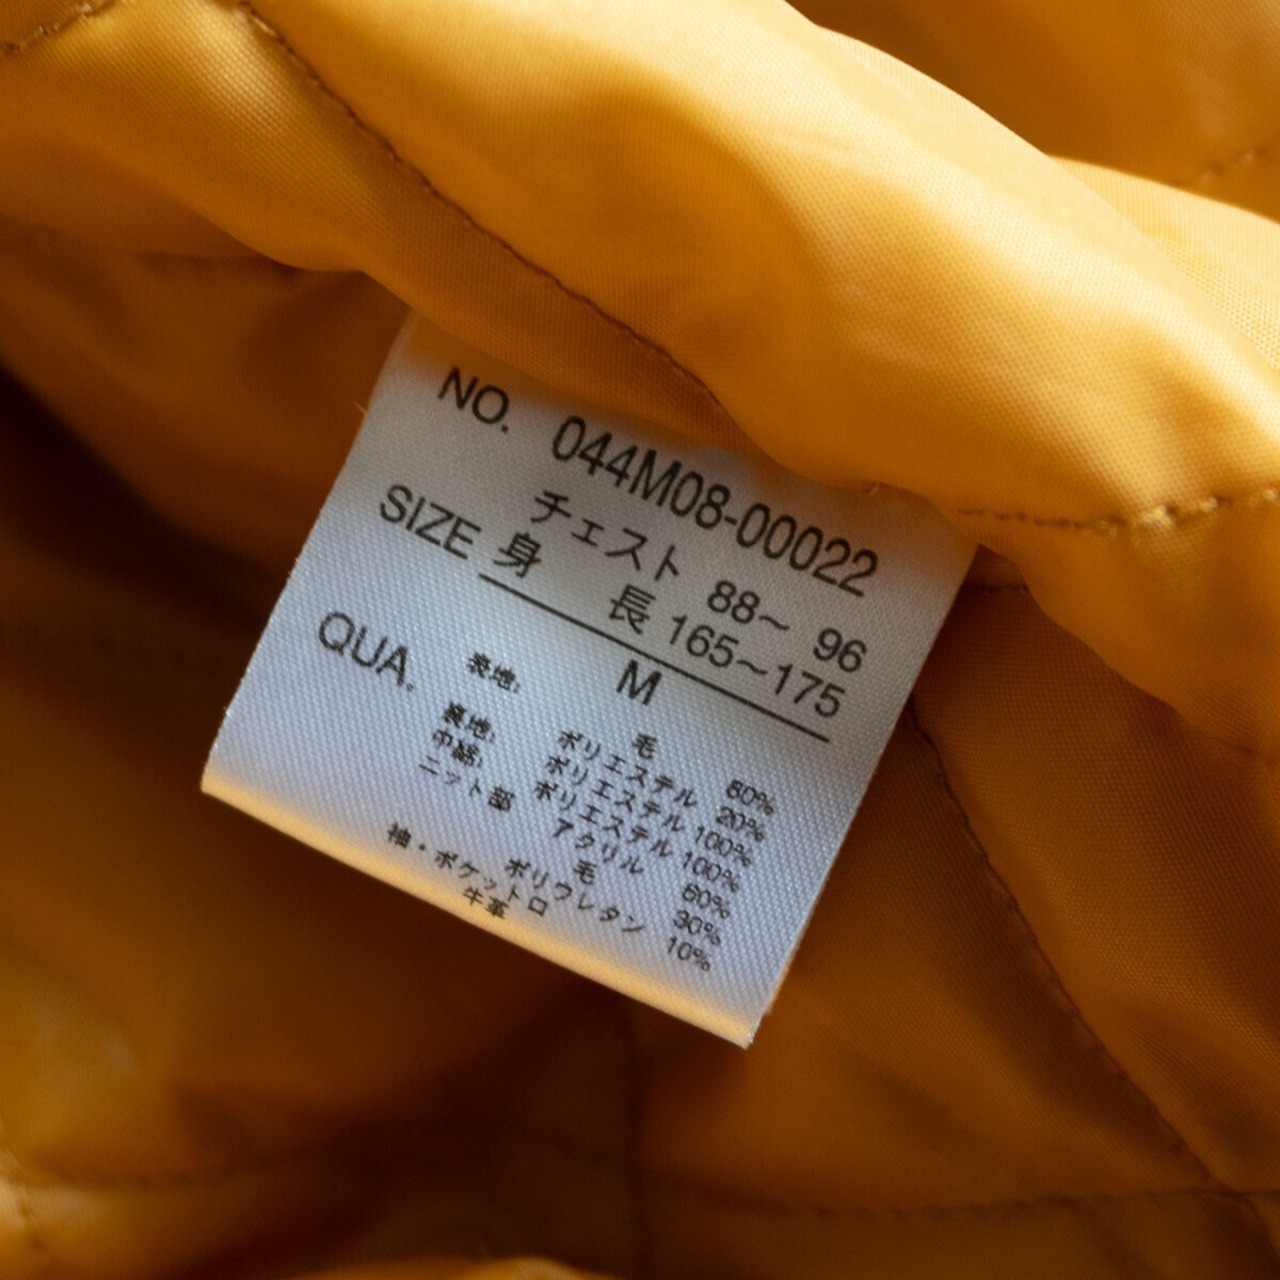 NO. 044M08-00022
チェスト 88~ 96
SIZE 身 長 165~175
M
QUA. 表地: 毛 80%
ポリエステル 20%
裏地: ポリエステル 100%
中綿: ポリエステル 100%
ニット部 アクリル 60%
毛 30%
ポリウレタン 10%
袖・ポケット口
牛革